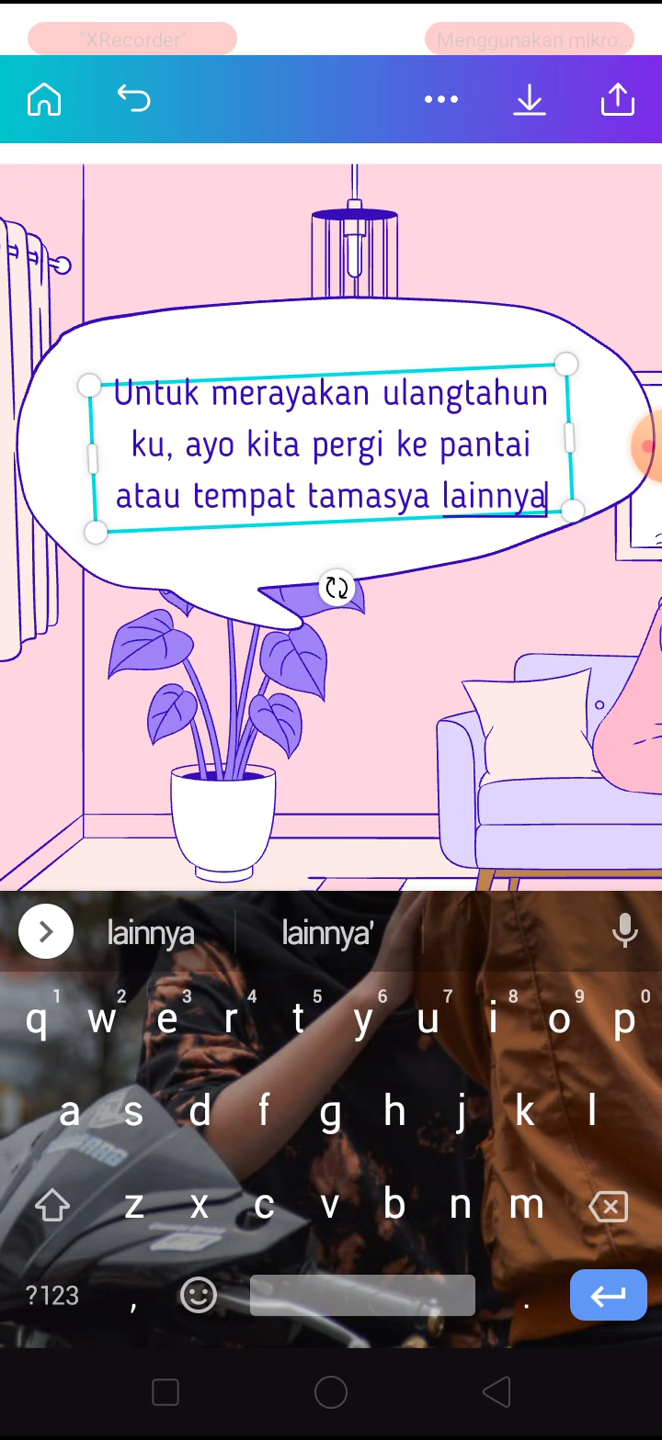 "XRecorder"
Menggunakan mikro...
Untuk merayakan ulangtahun
ku, ayo kita pergi ke pantai
atau tempat tamasya lainnya
lainnya
lainnya'
1 2 3 4 5 6 7 8 9 0
q w e r t y u i o p
a s d f g h j k l
z x c v b n m
?123 , .